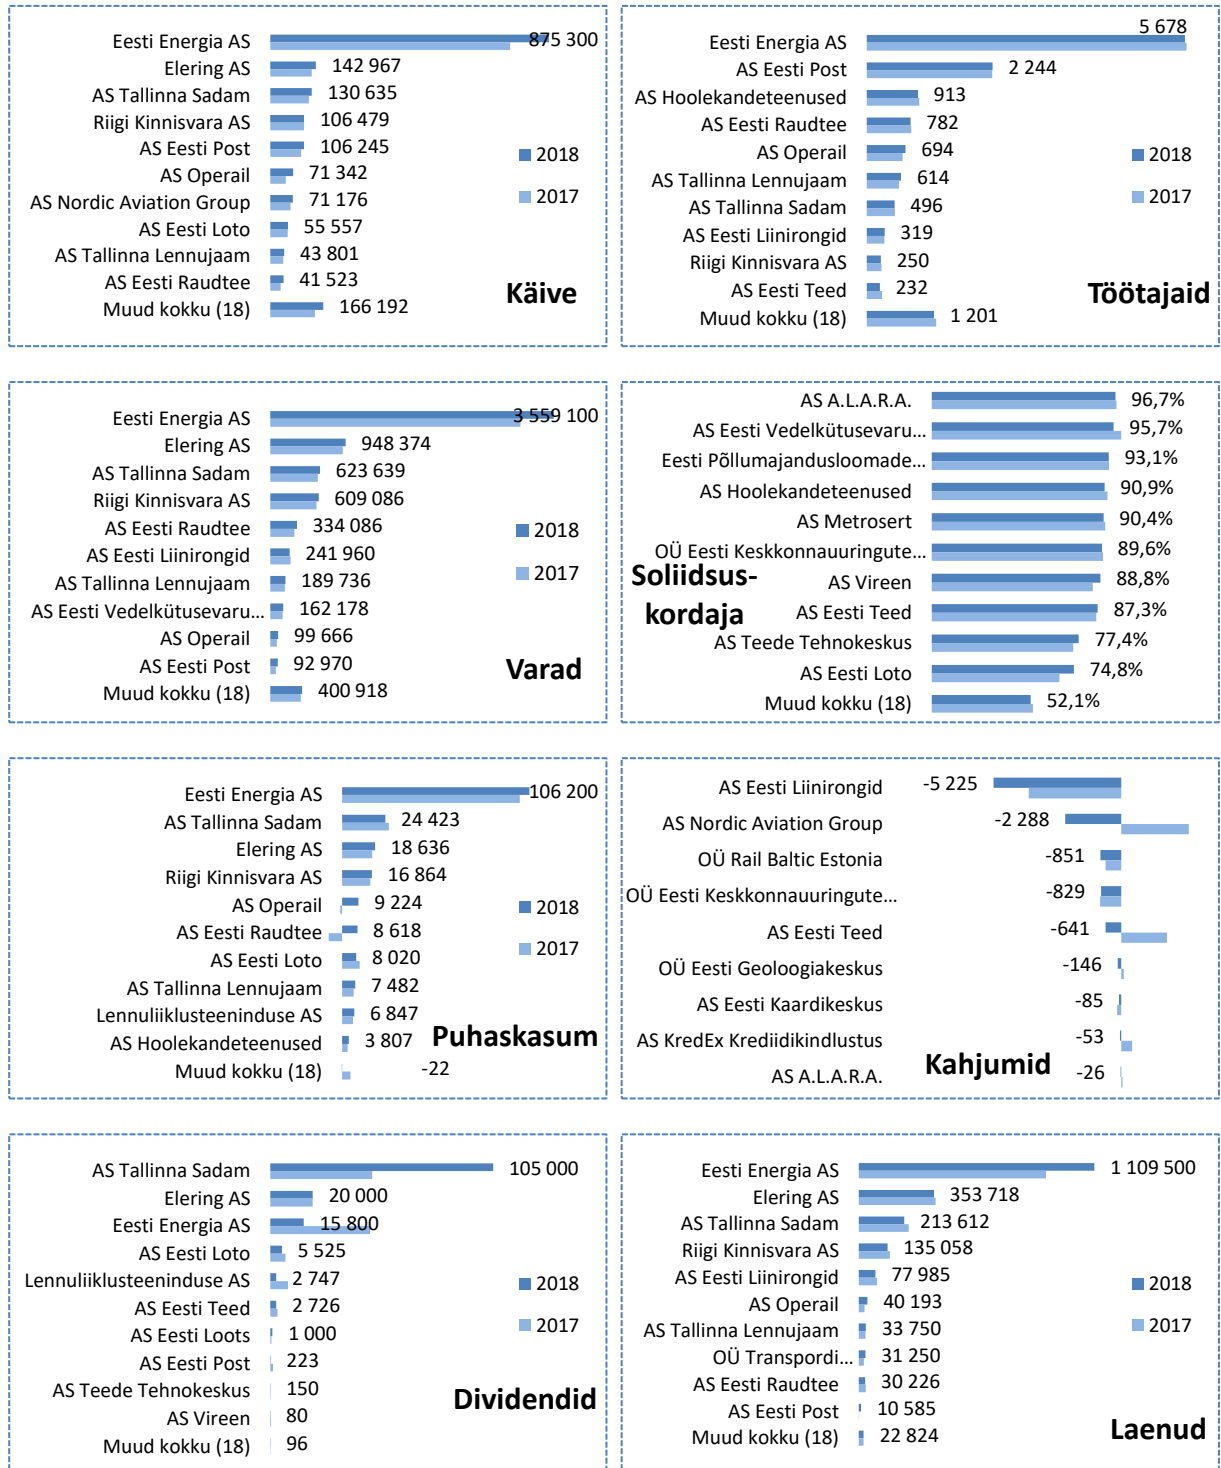 Eesti Energia AS 875 300
Elering AS 142 967
AS Tallinna Sadam 130 635
Riigi Kinnisvara AS 106 479
AS Eesti Post 106 245
AS Operail 71 342
AS Nordic Aviation Group 71 176
AS Eesti Loto 55 557
AS Tallinna Lennujaam 43 801
AS Eesti Raudtee 41 523
Muud kokku (18) 166 192
2018
2017
Käive
Eesti Energia AS 5 678
AS Eesti Post 2 244
AS Hoolekandeteenused 913
AS Eesti Raudtee 782
AS Operail 694
AS Tallinna Lennujaam 614
AS Tallinna Sadam 496
AS Eesti Liinirongid 319
Riigi Kinnisvara AS 250
AS Eesti Teed 232
Muud kokku (18) 1 201
2018
2017
Töötajaid
Eesti Energia AS 3 559 100
Elering AS 948 374
AS Tallinna Sadam 623 639
Riigi Kinnisvara AS 609 086
AS Eesti Raudtee 334 086
AS Eesti Liinirongid 241 960
AS Tallinna Lennujaam 189 736
AS Eesti Vedelkütusevaru... 162 178
AS Operail 99 666
AS Eesti Post 92 970
Muud kokku (18) 400 918
2018
2017
Varad
AS A.L.A.R.A. 96,7%
AS Eesti Vedelkütusevaru... 95,7%
Eesti Põllumajandusloomade... 93,1%
AS Hoolekandeteenused 90,9%
AS Metrosert 90,4%
OÜ Eesti Keskkonnauuringute... 89,6%
AS Vireen 88,8%
AS Eesti Teed 87,3%
AS Teede Tehnokeskus 77,4%
AS Eesti Loto 74,8%
Muud kokku (18) 52,1%
Soliidsus-
kordaja
Eesti Energia AS 106 200
AS Tallinna Sadam 24 423
Elering AS 18 636
Riigi Kinnisvara AS 16 864
AS Operail 9 224
AS Eesti Raudtee 8 618
AS Eesti Loto 8 020
AS Tallinna Lennujaam 7 482
Lennuliiklusteeninduse AS 6 847
AS Hoolekandeteenused 3 807
Muud kokku (18) -22
2018
2017
Puhaskasum
AS Eesti Liinirongid -5 225
AS Nordic Aviation Group -2 288
OÜ Rail Baltic Estonia -851
OÜ Eesti Keskkonnauuringute... -829
AS Eesti Teed -641
OÜ Eesti Geoloogiakeskus -146
AS Eesti Kaardikeskus -85
AS KredEx Krediidikindlustus -53
AS A.L.A.R.A. -26
Kahjumid
AS Tallinna Sadam 105 000
Elering AS 20 000
Eesti Energia AS 15 800
AS Eesti Loto 5 525
Lennuliiklusteeninduse AS 2 747
AS Eesti Teed 2 726
AS Eesti Loots 1 000
AS Eesti Post 223
AS Teede Tehnokeskus 150
AS Vireen 80
Muud kokku (18) 96
2018
2017
Dividendid
Eesti Energia AS 1 109 500
Elering AS 353 718
AS Tallinna Sadam 213 612
Riigi Kinnisvara AS 135 058
AS Eesti Liinirongid 77 985
AS Operail 40 193
AS Tallinna Lennujaam 33 750
OÜ Transpordi... 31 250
AS Eesti Raudtee 30 226
AS Eesti Post 10 585
Muud kokku (18) 22 824
2018
2017
Laenud